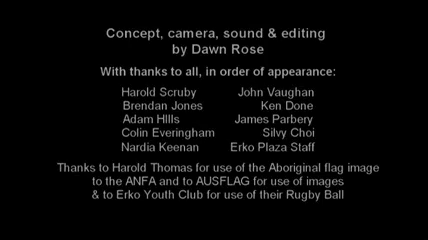 Concept, camera, sound & editing
by Dawn Rose
With thanks to all, in order of appearance:
Harold Scruby John Vaughan
Brendan Jones Ken Done
Adam HIlls James Parbery
Colin Everingham Silvy Choi
Nardia Keenan Erko Plaza Staff
Thanks to Harold Thomas for use of the Aboriginal flag image
to the ANFA and to AUSFLAG for use of images
& to Erko Youth Club for use of their Rugby Ball